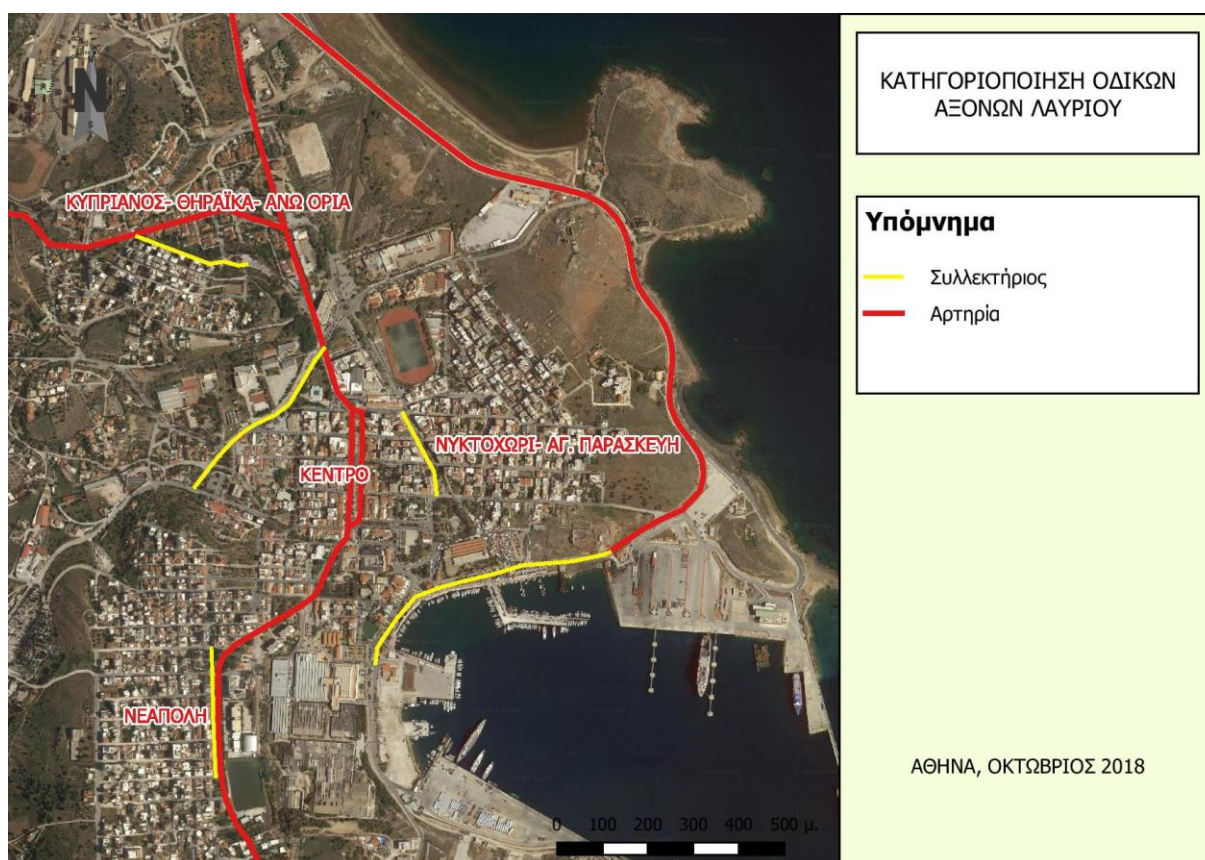 ΚΑΤΗΓΟΡΙΟΠΟΙΗΣΗ ΟΔΙΚΩΝ
ΑΞΟΝΩΝ ΛΑΥΡΙΟΥ
Υπόμνημα
Συλλεκτήριος
Αρτηρία
N
ΚΥΠΡΙΑΝΟΣ- ΘΗΡΑΪΚΑ- ΑΝΩ ΟΡΙΑ
ΝΥΚΤΟΧΩΡΙ- ΑΓ. ΠΑΡΑΣΚΕΥΗ
ΚΕΝΤΡΟ
ΝΕΑΠΟΛΗ
0 100 200 300 400 500 μ.
ΑΘΗΝΑ, ΟΚΤΩΒΡΙΟΣ 2018